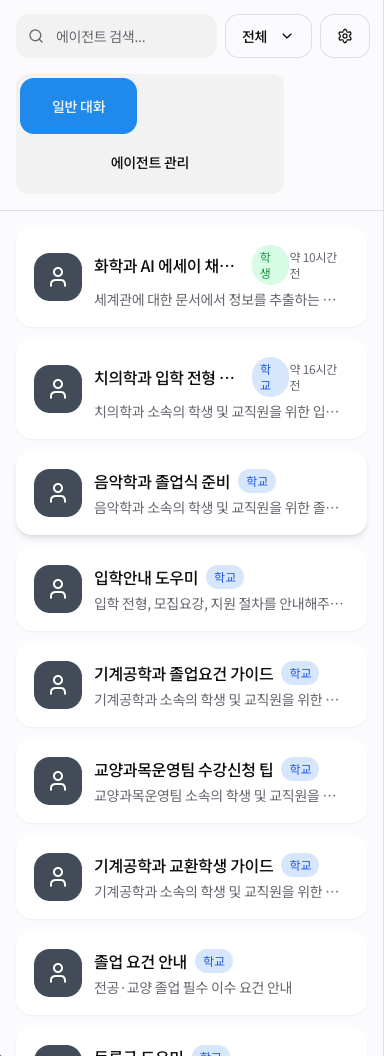 에이전트 검색...
전체
일반 대화
에이전트 관리
화학과 AI 에세이 채…
학생
약 10시간 전
세계관에 대한 문서에서 정보를 추출하는 …
치의학과 입학 전형 …
학교
약 16시간 전
치의학과 소속의 학생 및 교직원을 위한 입…
음악학과 졸업식 준비
학교
음악학과 소속의 학생 및 교직원을 위한 졸…
입학안내 도우미
학교
입학 전형, 모집요강, 지원 절차를 안내해주…
기계공학과 졸업요건 가이드
학교
기계공학과 소속의 학생 및 교직원을 위한 …
교양과목운영팀 수강신청 팁
학교
교양과목운영팀 소속의 학생 및 교직원을 …
기계공학과 교환학생 가이드
학교
기계공학과 소속의 학생 및 교직원을 위한 …
졸업 요건 안내
학교
전공·교양 졸업 필수 이수 요건 안내